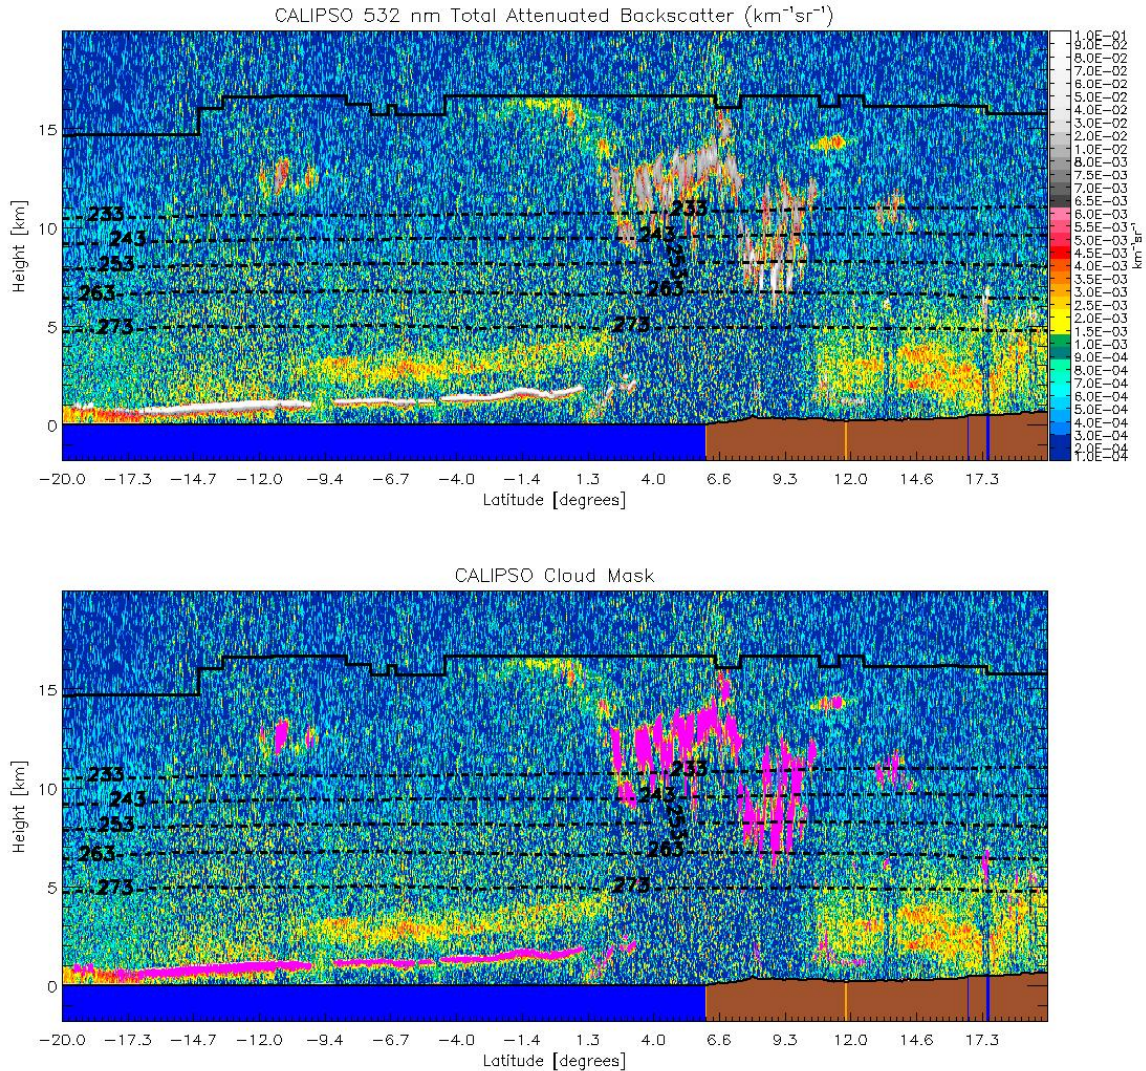 CALIPSO 532 nm Total Attenuated Backscatter (km⁻¹sr⁻¹)
1.0E-01
9.0E-02
8.0E-02
7.0E-02
6.0E-02
5.0E-02
4.0E-02
3.0E-02
2.0E-02
1.0E-02
9.0E-03
8.0E-03
7.5E-03
7.0E-03
6.5E-03
6.0E-03
5.5E-03
5.0E-03
4.5E-03
4.0E-03
3.5E-03
3.0E-03
2.5E-03
2.0E-03
1.5E-03
1.0E-03
9.0E-04
8.0E-04
7.0E-04
6.0E-04
5.0E-04
4.0E-04
3.0E-04
2.0E-04
1.0E-04
km⁻¹sr⁻¹
Height [km]
15
10
5
0
233 233
243 243
253 253
263 263
273 273
-20.0 -17.3 -14.7 -12.0 -9.4 -6.7 -4.0 -1.4 1.3 4.0 6.6 9.3 12.0 14.6 17.3
Latitude [degrees]
CALIPSO Cloud Mask
Height [km]
15
10
5
0
233 233
243 243
253 253
263 263
273 273
-20.0 -17.3 -14.7 -12.0 -9.4 -6.7 -4.0 -1.4 1.3 4.0 6.6 9.3 12.0 14.6 17.3
Latitude [degrees]